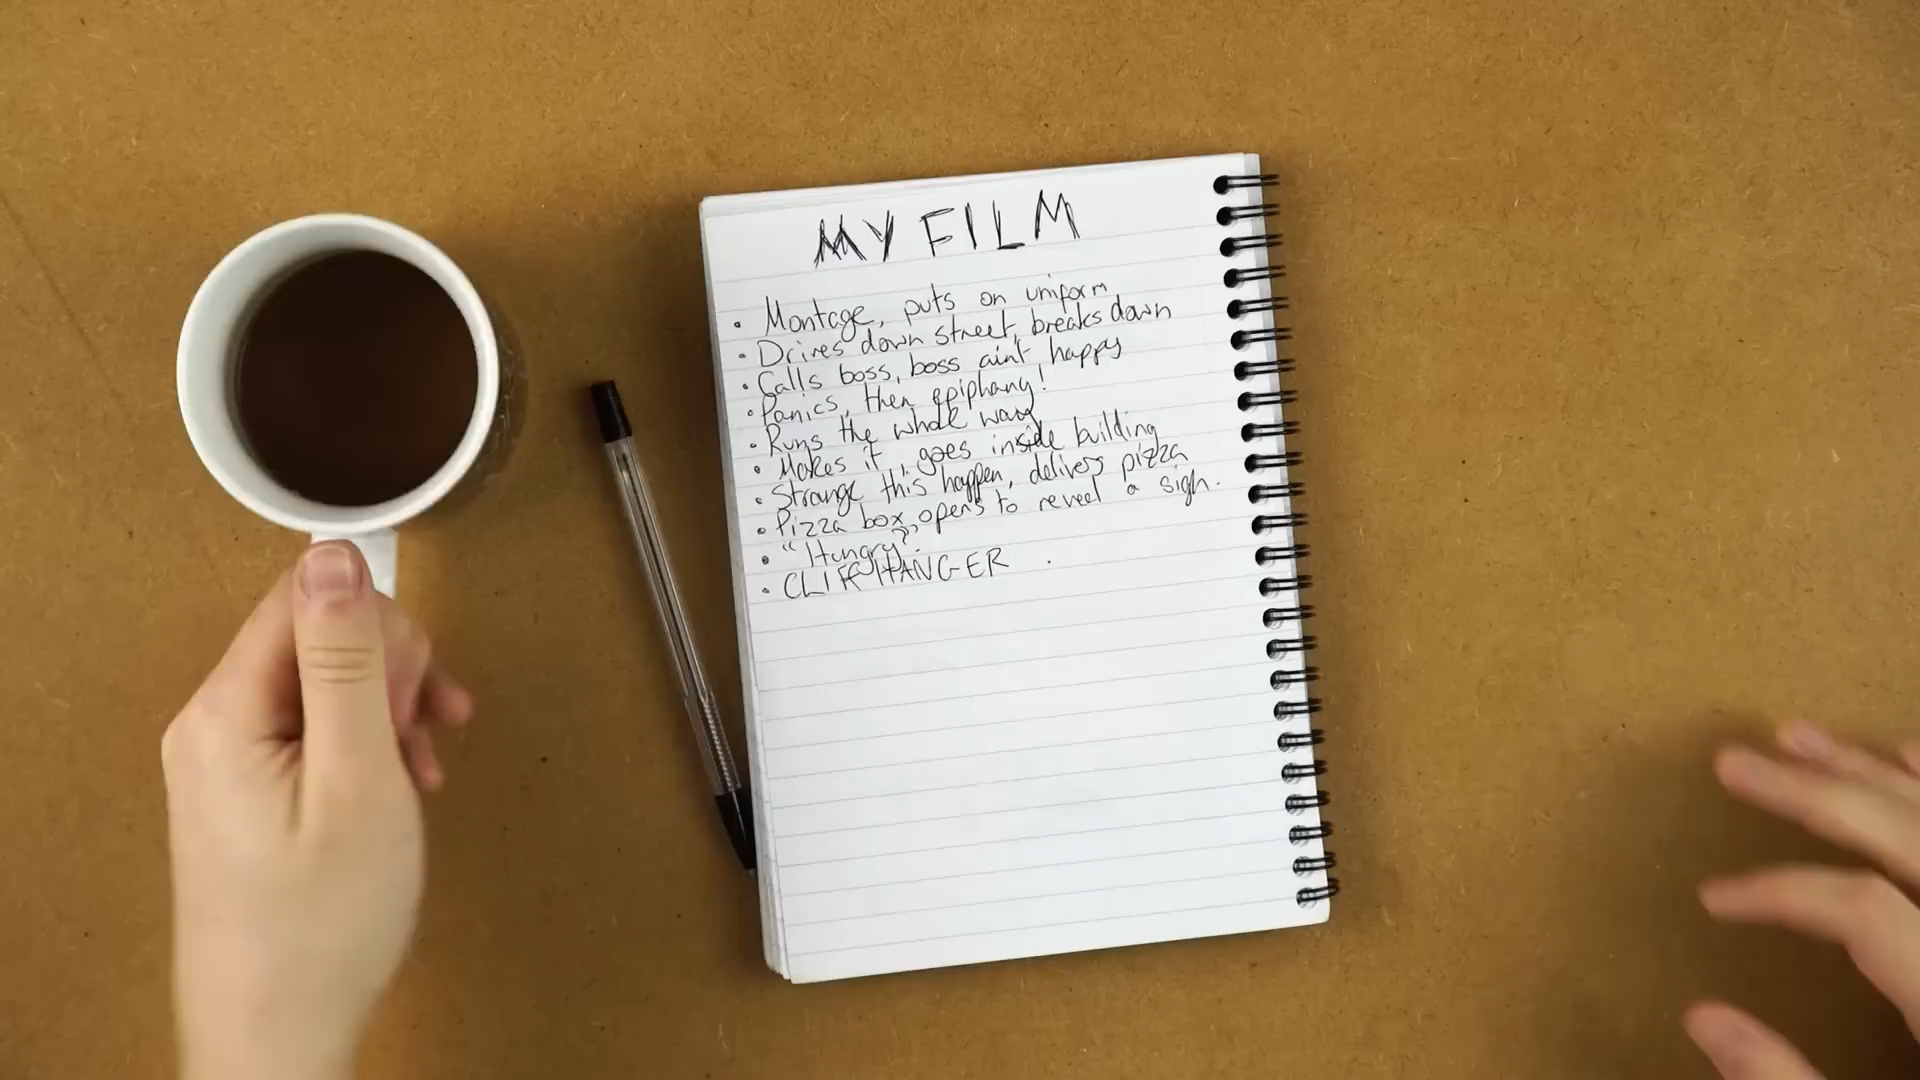 MY FILM
• Montage, puts on uniform
• Drives down street, breaks down
• Calls boss, boss ain't happy
• Panics, then epiphany!
• Runs the whole way
• Makes it, goes inside building
• Strange this happen, delivers pizza
• Pizza box, opens to reveal a sign.
• "Hungry?"
• CLIFFHANGER